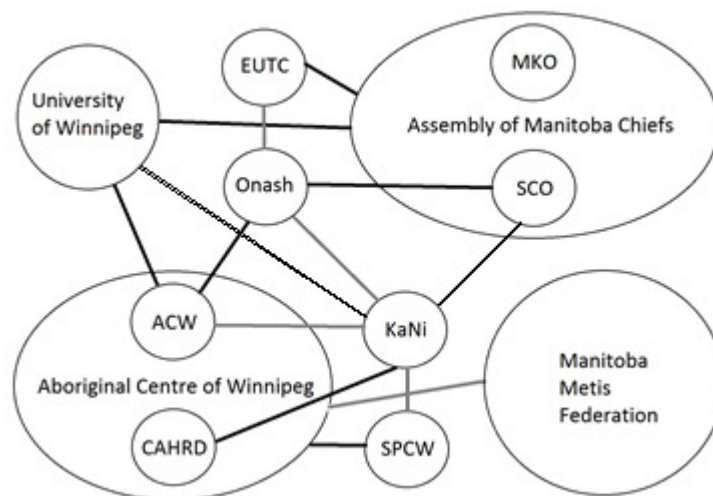 EUTC
MKO
University
of Winnipeg
Assembly of Manitoba Chiefs
Onash
SCO
ACW
KaNi
Aboriginal Centre of Winnipeg
Manitoba
Metis
Federation
CAHRD
SPCW